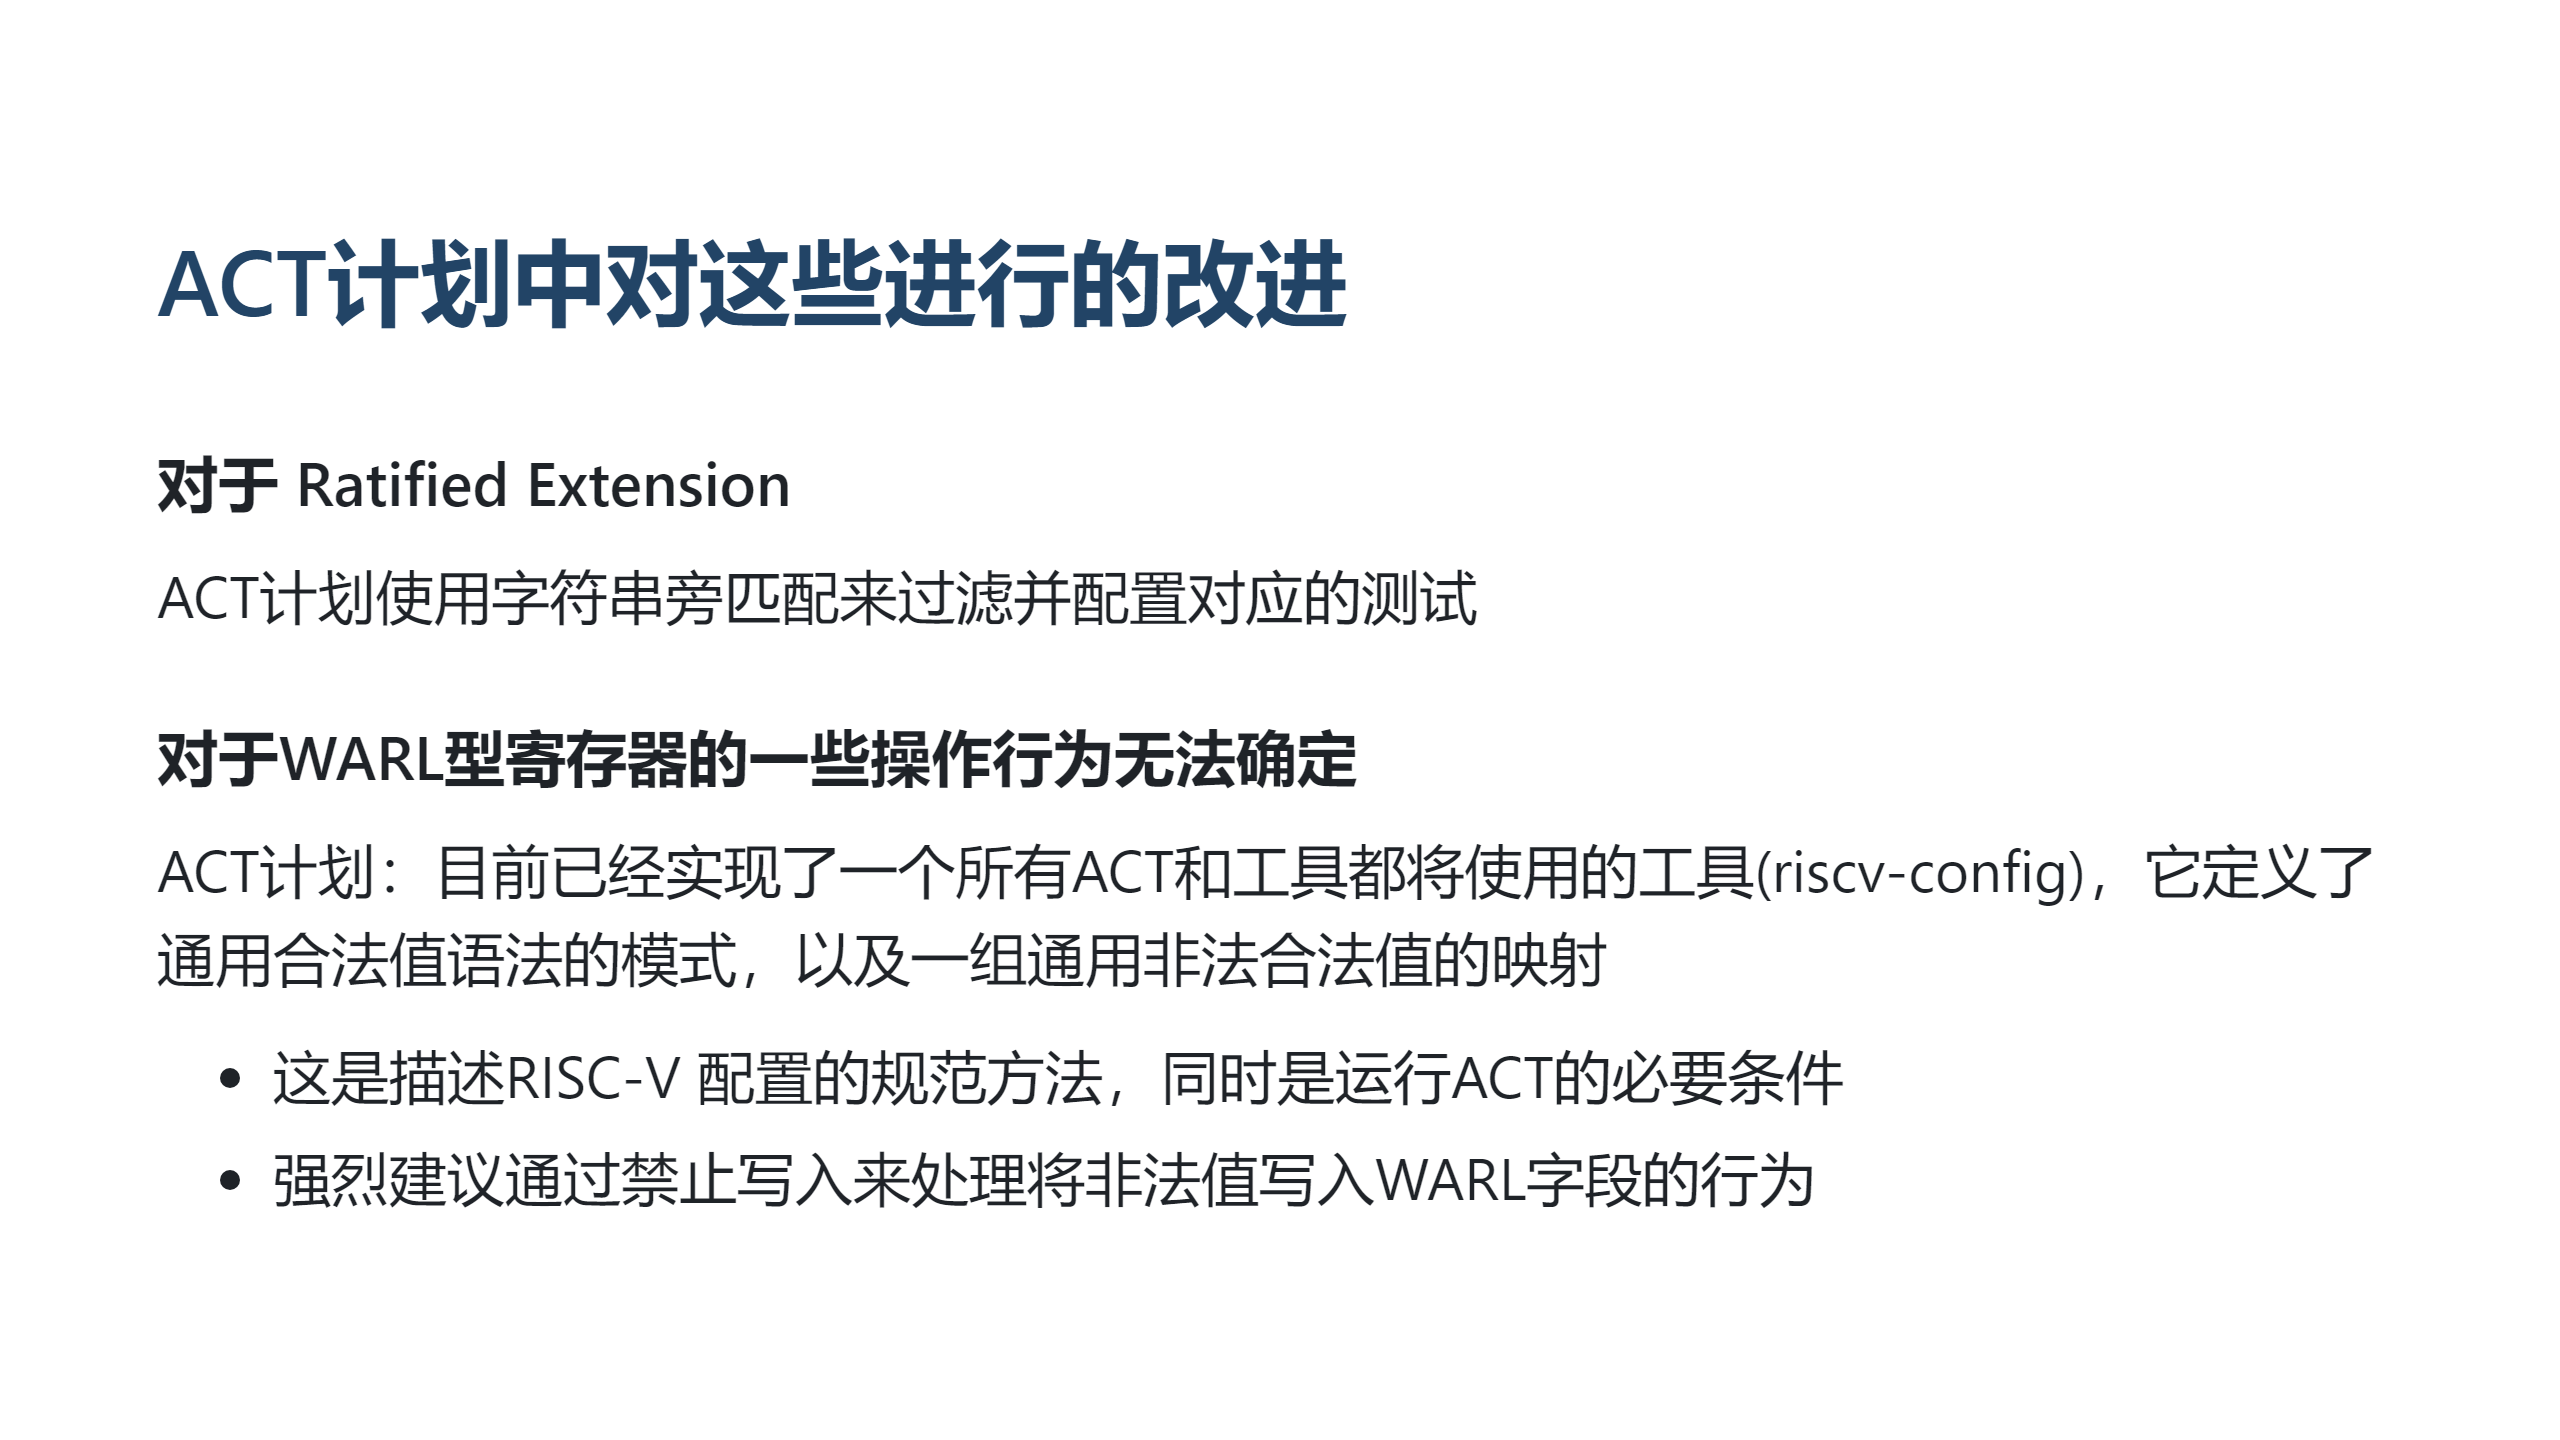 ACT计划中对这些进行的改进
对于 Ratified Extension
ACT计划使用字符串旁匹配来过滤并配置对应的测试
对于WARL型寄存器的一些操作行为无法确定
ACT计划：目前已经实现了一个所有ACT和工具都将使用的工具(riscv-config)，它定义了
通用合法值语法的模式，以及一组通用非法合法值的映射
• 这是描述RISC-V 配置的规范方法，同时是运行ACT的必要条件
• 强烈建议通过禁止写入来处理将非法值写入WARL字段的行为